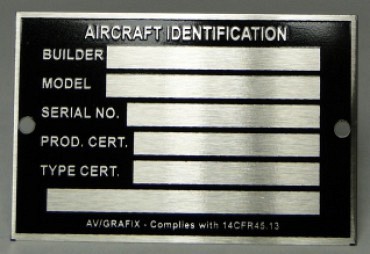 AIRCRAFT IDENTIFICATION
BUILDER
MODEL
SERIAL NO.
PROD. CERT.
TYPE CERT.
AV/GRAFIX - Complies with 14CFR45.13